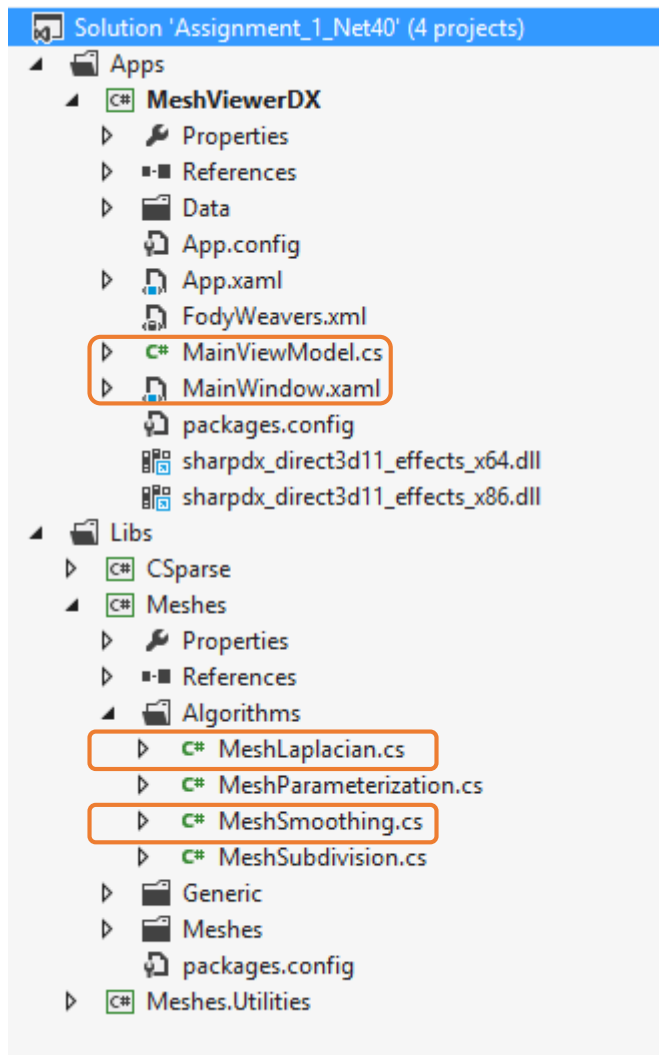 Solution 'Assignment_1_Net40' (4 projects)
Apps
C# MeshViewerDX
Properties
References
Data
App.config
App.xaml
FodyWeavers.xml
C# MainViewModel.cs
MainWindow.xaml
packages.config
sharpdx_direct3d11_effects_x64.dll
sharpdx_direct3d11_effects_x86.dll
Libs
C# CSparse
C# Meshes
Properties
References
Algorithms
C# MeshLaplacian.cs
C# MeshParameterization.cs
C# MeshSmoothing.cs
C# MeshSubdivision.cs
Generic
Meshes
packages.config
C# Meshes.Utilities